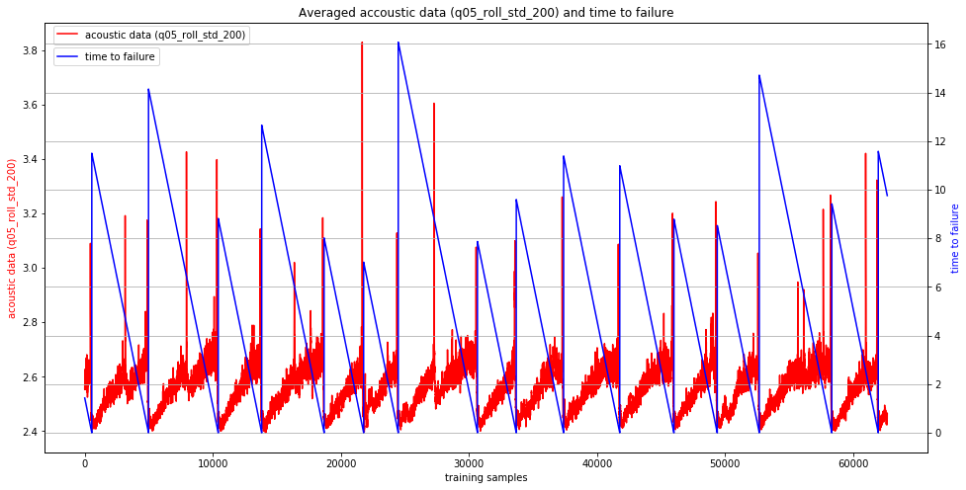 Averaged accoustic data (q05_roll_std_200) and time to failure
acoustic data (q05_roll_std_200)
time to failure
3.8
3.6
3.4
3.2
3.0
2.8
2.6
2.4
acoustic data (q05_roll_std_200)
16
14
12
10
8
6
4
2
0
time to failure
0 10000 20000 30000 40000 50000 60000
training samples